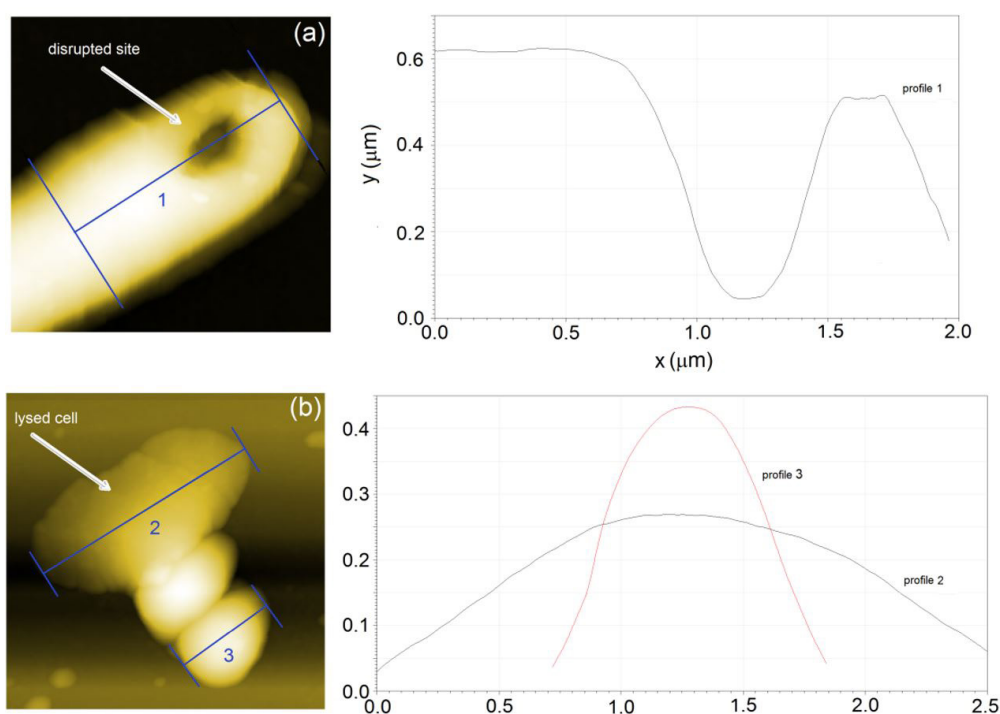 (a)
disrupted site
1
0.6
0.4
0.2
0.0
y (μm)
profile 1
0.0 0.5 1.0 1.5 2.0
x (μm)
(b)
lysed cell
2
3
0.4
0.3
0.2
0.1
0.0
profile 3
profile 2
0.0 0.5 1.0 1.5 2.0 2.5